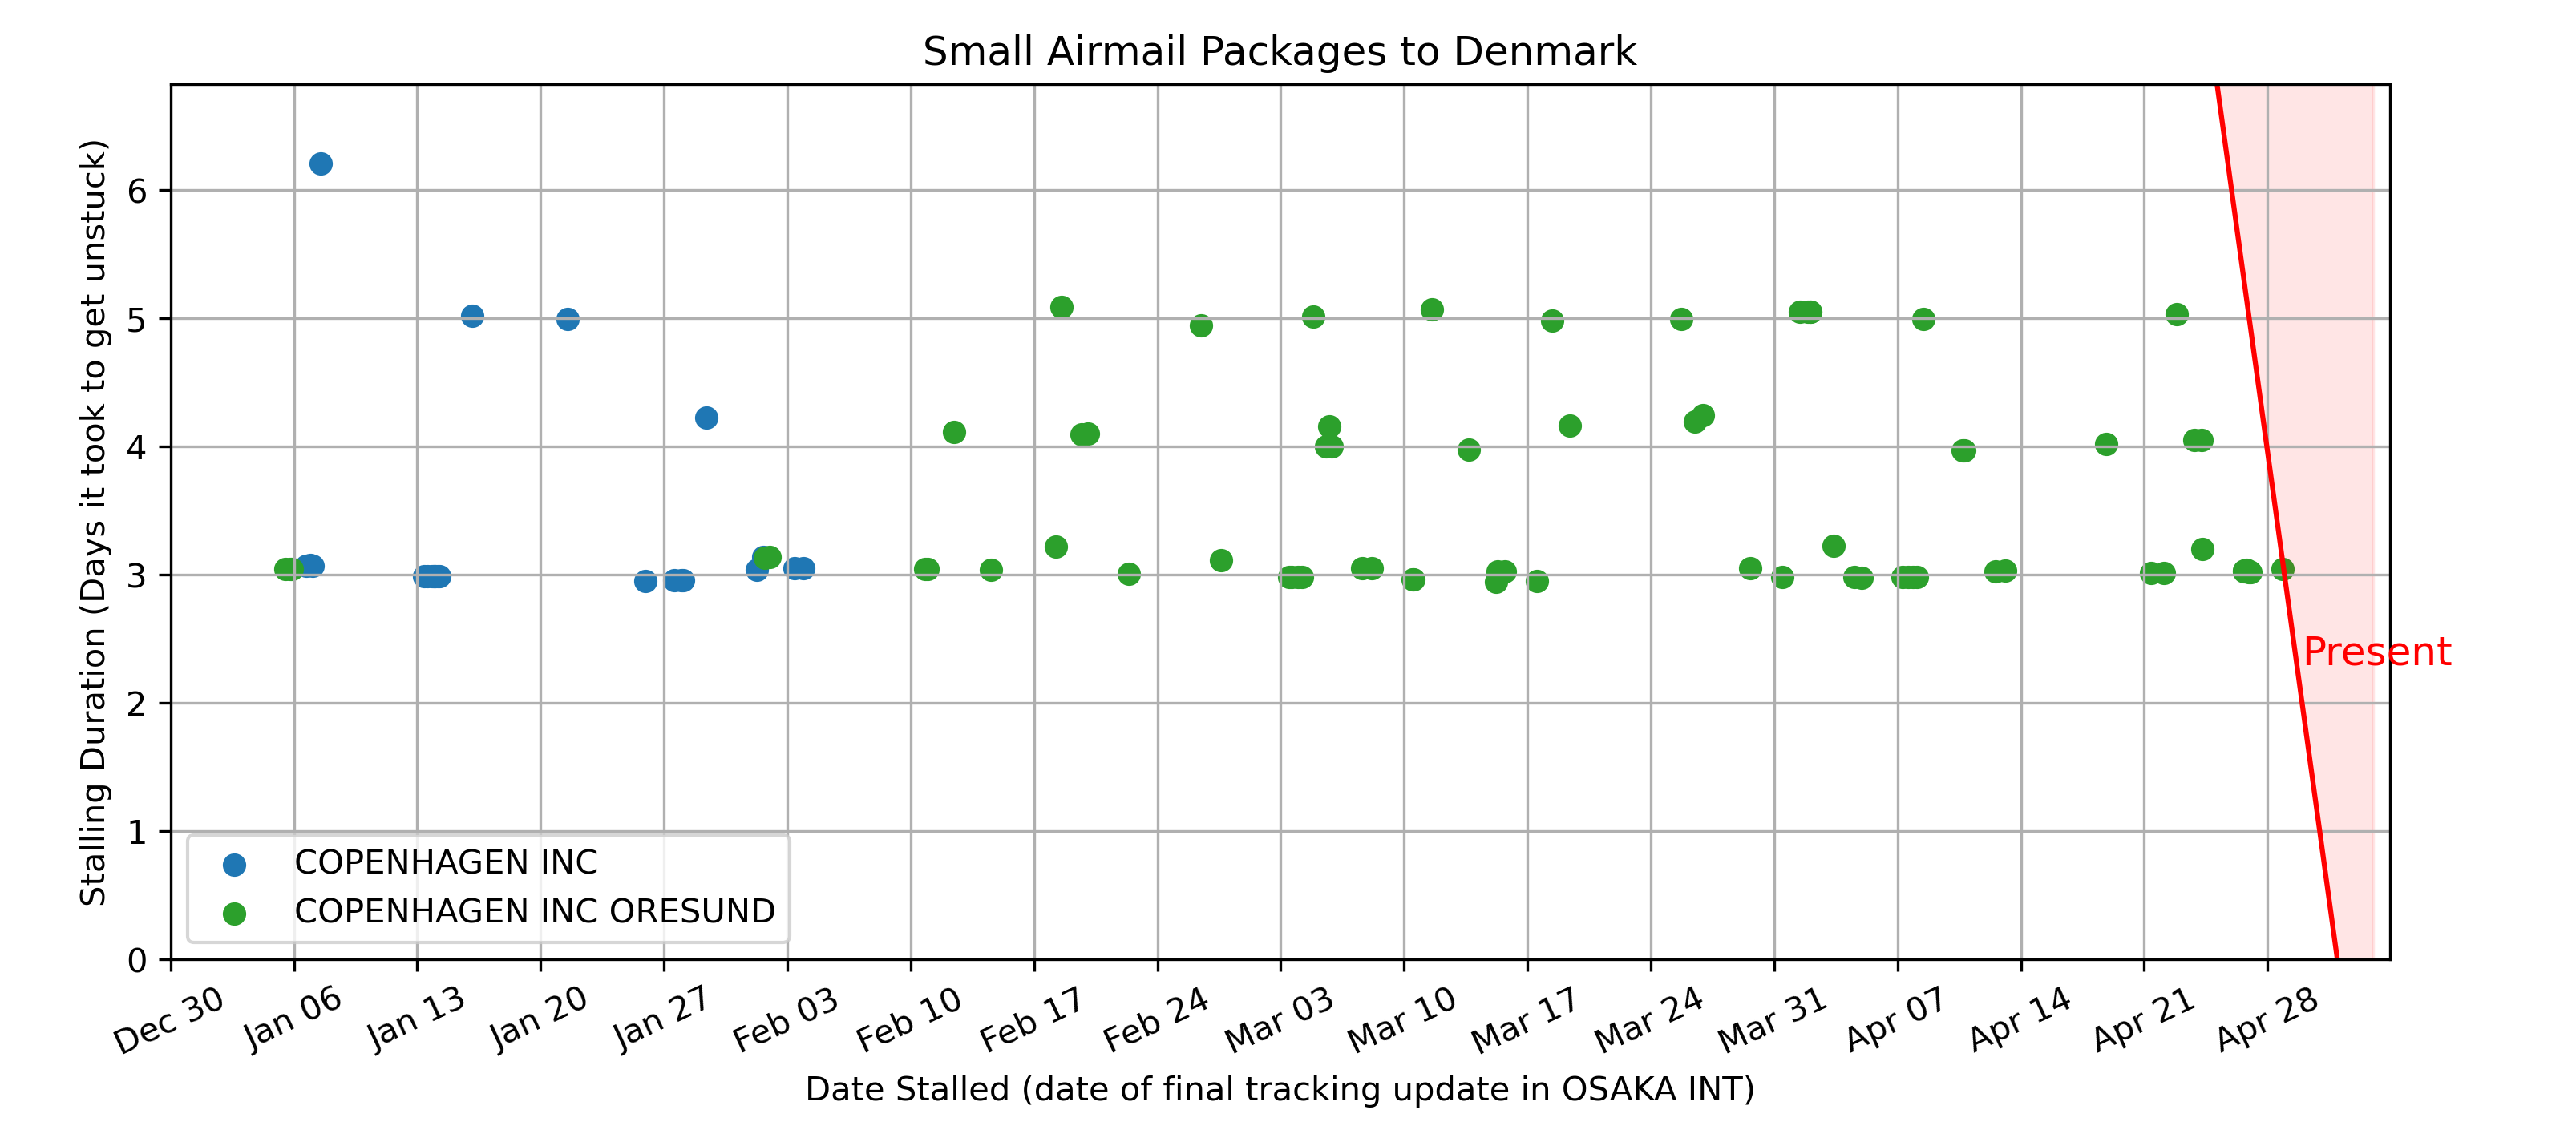 Small Airmail Packages to Denmark
Stalling Duration (Days it took to get unstuck)
6
5
4
3
2
1
0
Present
COPENHAGEN INC
COPENHAGEN INC ORESUND
Dec 30
Jan 06
Jan 13
Jan 20
Jan 27
Feb 03
Feb 10
Feb 17
Feb 24
Mar 03
Mar 10
Mar 17
Mar 24
Mar 31
Apr 07
Apr 14
Apr 21
Apr 28
Date Stalled (date of final tracking update in OSAKA INT)